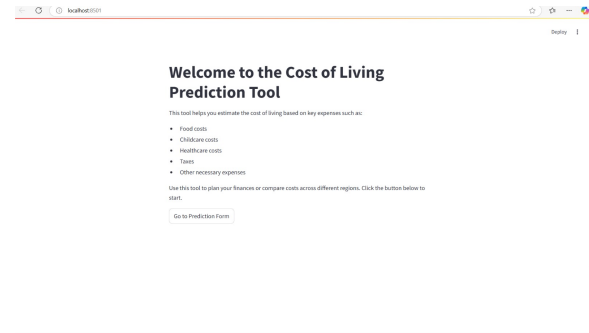 localhost:8501
Deploy
Welcome to the Cost of Living
Prediction Tool
This tool helps you estimate the cost of living based on key expenses such as:
• Food costs
• Childcare costs
• Healthcare costs
• Taxes
• Other necessary expenses
Use this tool to plan your finances or compare costs across different regions. Click the button below to
start.
Go to Prediction Form